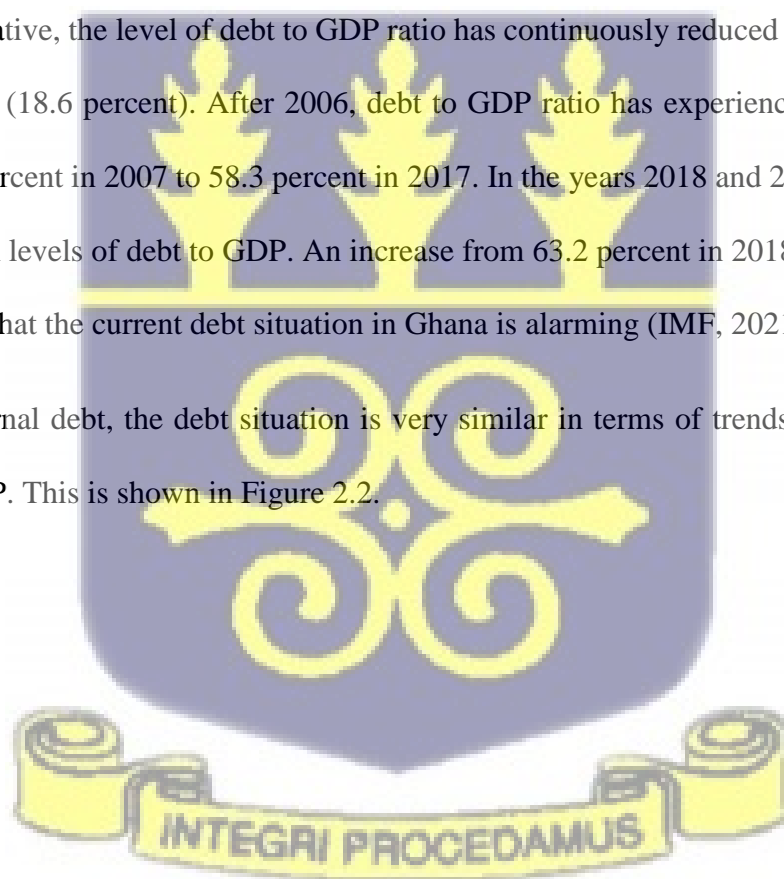 ative, the level of debt to GDP ratio has continuously reduced
(18.6 percent). After 2006, debt to GDP ratio has experienc
rcent in 2007 to 58.3 percent in 2017. In the years 2018 and 2
levels of debt to GDP. An increase from 63.2 percent in 2018
hat the current debt situation in Ghana is alarming (IMF, 2021
rnal debt, the debt situation is very similar in terms of trends
P. This is shown in Figure 2.2.
INTEGRI PROCEDAMUS